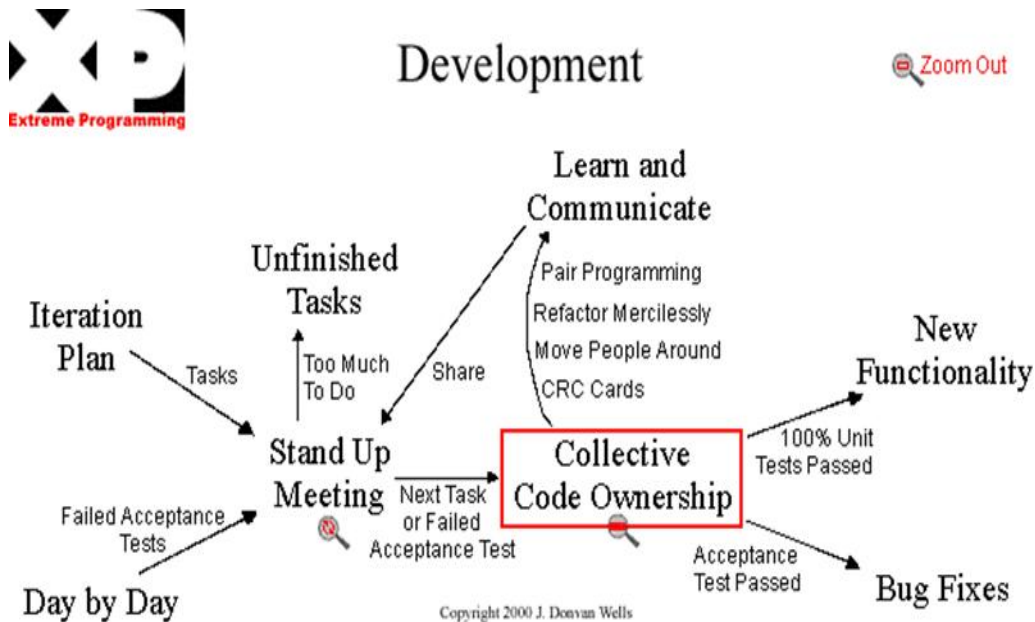 XP
Extreme Programming
Development
Zoom Out
Learn and
Communicate
Unfinished
Tasks
Pair Programming
Refactor Mercilessly
Move People Around
CRC Cards
Iteration
Plan
Tasks
Too Much
To Do
Share
New
Functionality
100% Unit
Tests Passed
Stand Up
Meeting
Next Task
or Failed
Acceptance Test
Collective
Code Ownership
Failed Acceptance
Tests
Acceptance
Test Passed
Day by Day
Bug Fixes
Copyright 2000 J. Donvan Wells